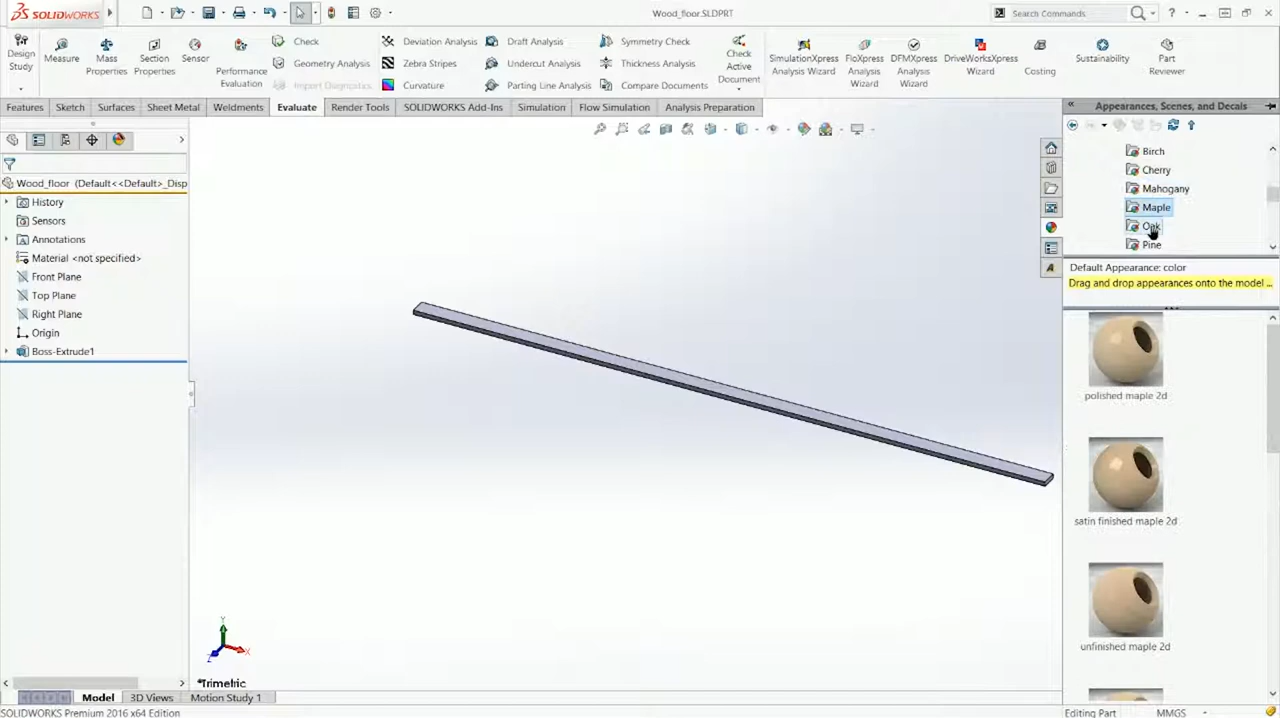 SOLIDWORKS
Wood_floor.SLDPRT
Search Commands
Design Study
Measure
Mass Properties
Section Properties
Sensor
Performance Evaluation
Check
Geometry Analysis
Import Diagnostics
Deviation Analysis
Zebra Stripes
Curvature
Draft Analysis
Undercut Analysis
Parting Line Analysis
Symmetry Check
Thickness Analysis
Compare Documents
Check Active Document
SimulationXpress Analysis Wizard
FloXpress Analysis Wizard
DFMXpress Analysis Wizard
DriveWorksXpress Wizard
Costing
Sustainability
Part Reviewer
Features
Sketch
Surfaces
Sheet Metal
Weldments
Evaluate
Render Tools
SOLIDWORKS Add-Ins
Simulation
Flow Simulation
Analysis Preparation
Appearances, Scenes, and Decals
Wood_floor (Default<<Default>_Disp
History
Sensors
Annotations
Material <not specified>
Front Plane
Top Plane
Right Plane
Origin
Boss-Extrude1
Birch
Cherry
Mahogany
Maple
Oak
Pine
Default Appearance: color
Drag and drop appearances onto the model ...
polished maple 2d
satin finished maple 2d
unfinished maple 2d
Y
X
Z
*Trimetric
Model
3D Views
Motion Study 1
SOLIDWORKS Premium 2016 x64 Edition
Editing Part
MMGS